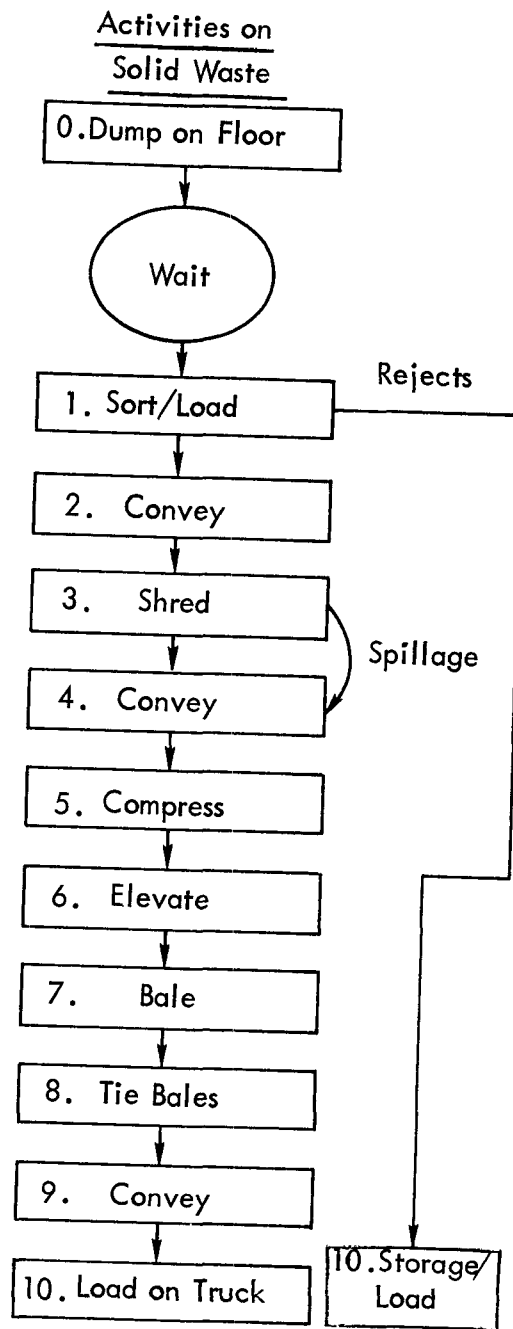 Activities on
Solid Waste
0.Dump on Floor
Wait
1. Sort/Load
Rejects
2. Convey
3. Shred
Spillage
4. Convey
5. Compress
6. Elevate
7. Bale
8. Tie Bales
9. Convey
10. Load on Truck
10. Storage/
Load